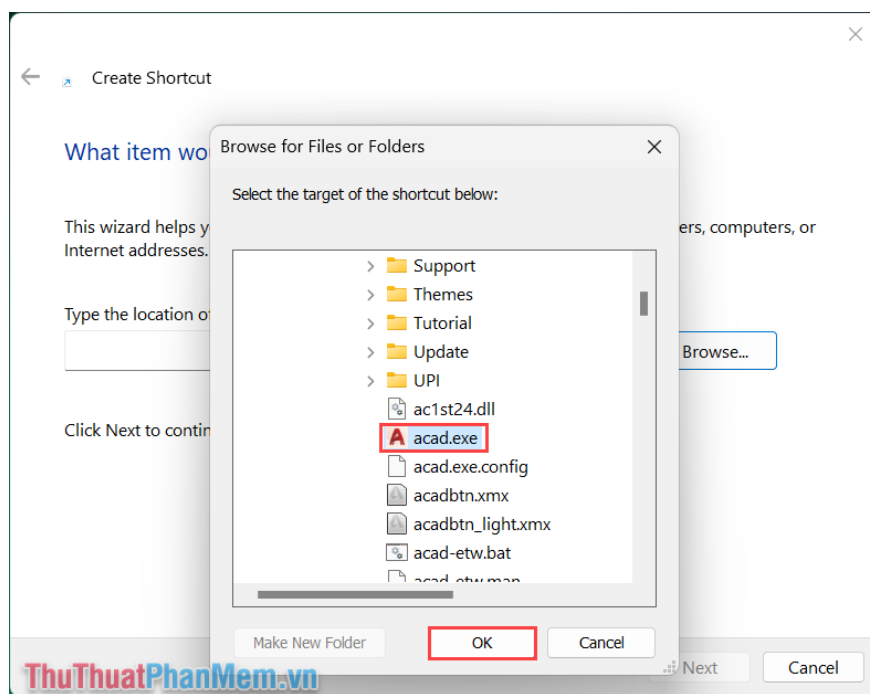 Create Shortcut
What item wo
This wizard helps y
ers, computers, or
Internet addresses.
Type the location o
Browse...
Click Next to contin
Browse for Files or Folders
Select the target of the shortcut below:
Support
Themes
Tutorial
Update
UPI
ac1st24.dll
acad.exe
acad.exe.config
acadbtn.xmx
acadbtn_light.xmx
acad-etw.bat
acad-etw.man
Make New Folder
OK
Cancel
Next
Cancel
ThuThuatPhanMem.vn